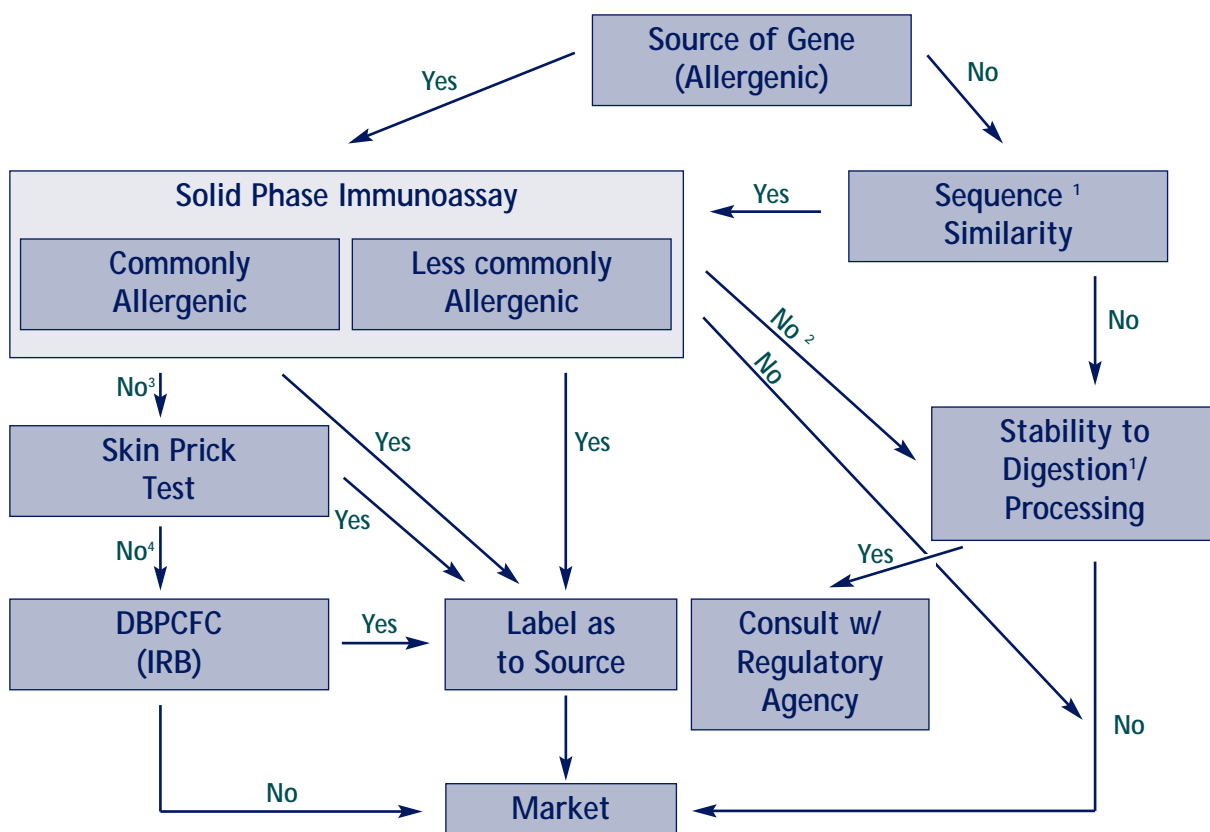 Source of Gene
(Allergenic)
Yes
No
Solid Phase Immunoassay
Commonly
Allergenic
Less commonly
Allergenic
Yes
Sequence ¹
Similarity
No ²
No
No
No³
Yes
Yes
Skin Prick
Test
Yes
Stability to
Digestion¹/
Processing
No⁴
Yes
DBPCFC
(IRB)
Yes
Label as
to Source
Consult w/
Regulatory
Agency
No
No
Market